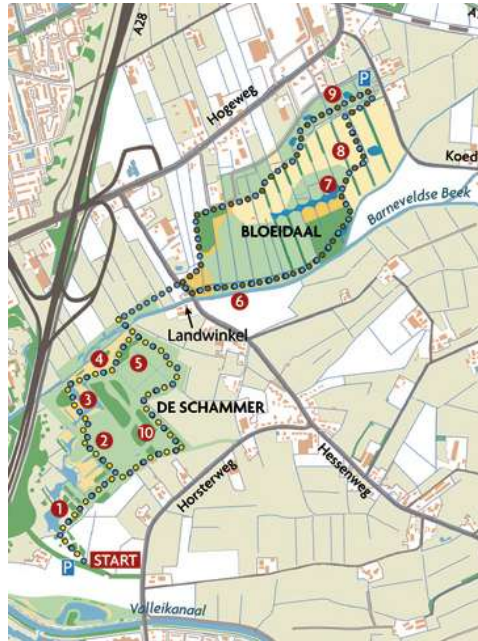 A28
Hogeweg
P
9
8
Koed
7
Barneveldse Beek
BLOEIDAAL
6
Landwinkel
4
5
3
DE SCHAMMER
2
10
Hessenweg
Horsterweg
1
START
P
Valleikanaal